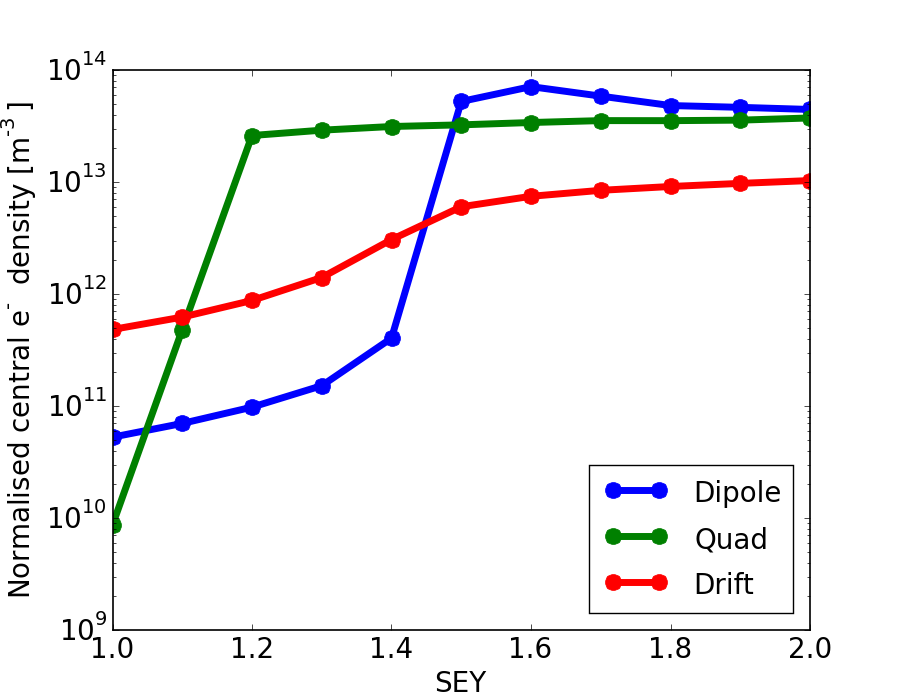 10^14
10^13
10^12
10^11
10^10
10^9
Normalised central e^- density [m^-3]
1.0 1.2 1.4 1.6 1.8 2.0
SEY
Dipole
Quad
Drift